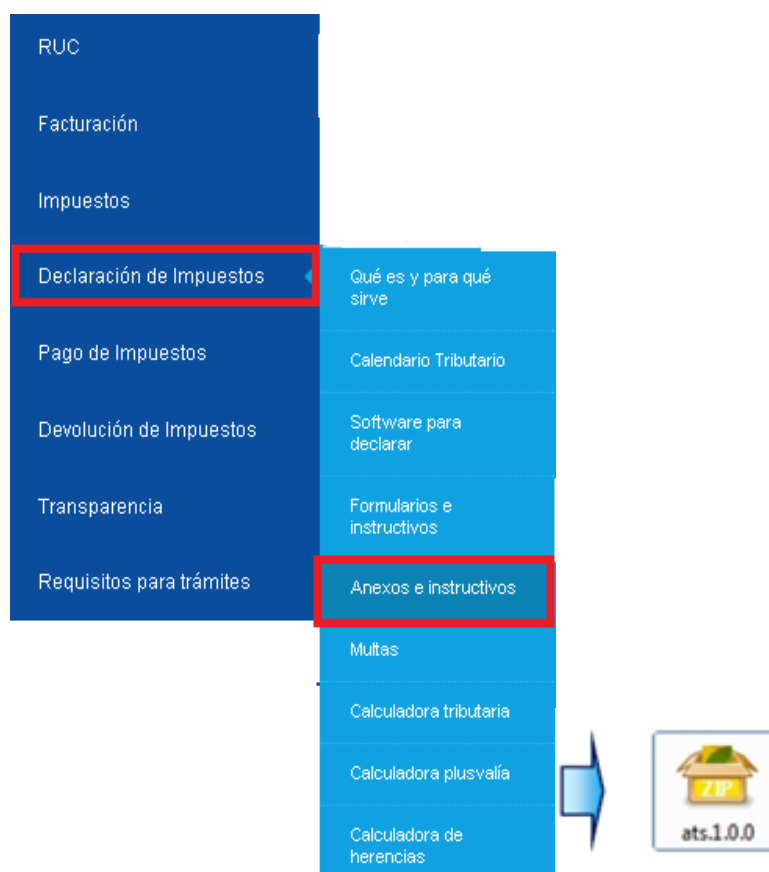 RUC
Facturación
Impuestos
Declaración de Impuestos
Pago de Impuestos
Devolución de Impuestos
Transparencia
Requisitos para trámites
Qué es y para qué
sirve
Calendario Tributario
Software para
declarar
Formularios e
instructivos
Anexos e instructivos
Multas
Calculadora tributaria
Calculadora plusvalía
Calculadora de
herencias
ZIP
ats.1.0.0